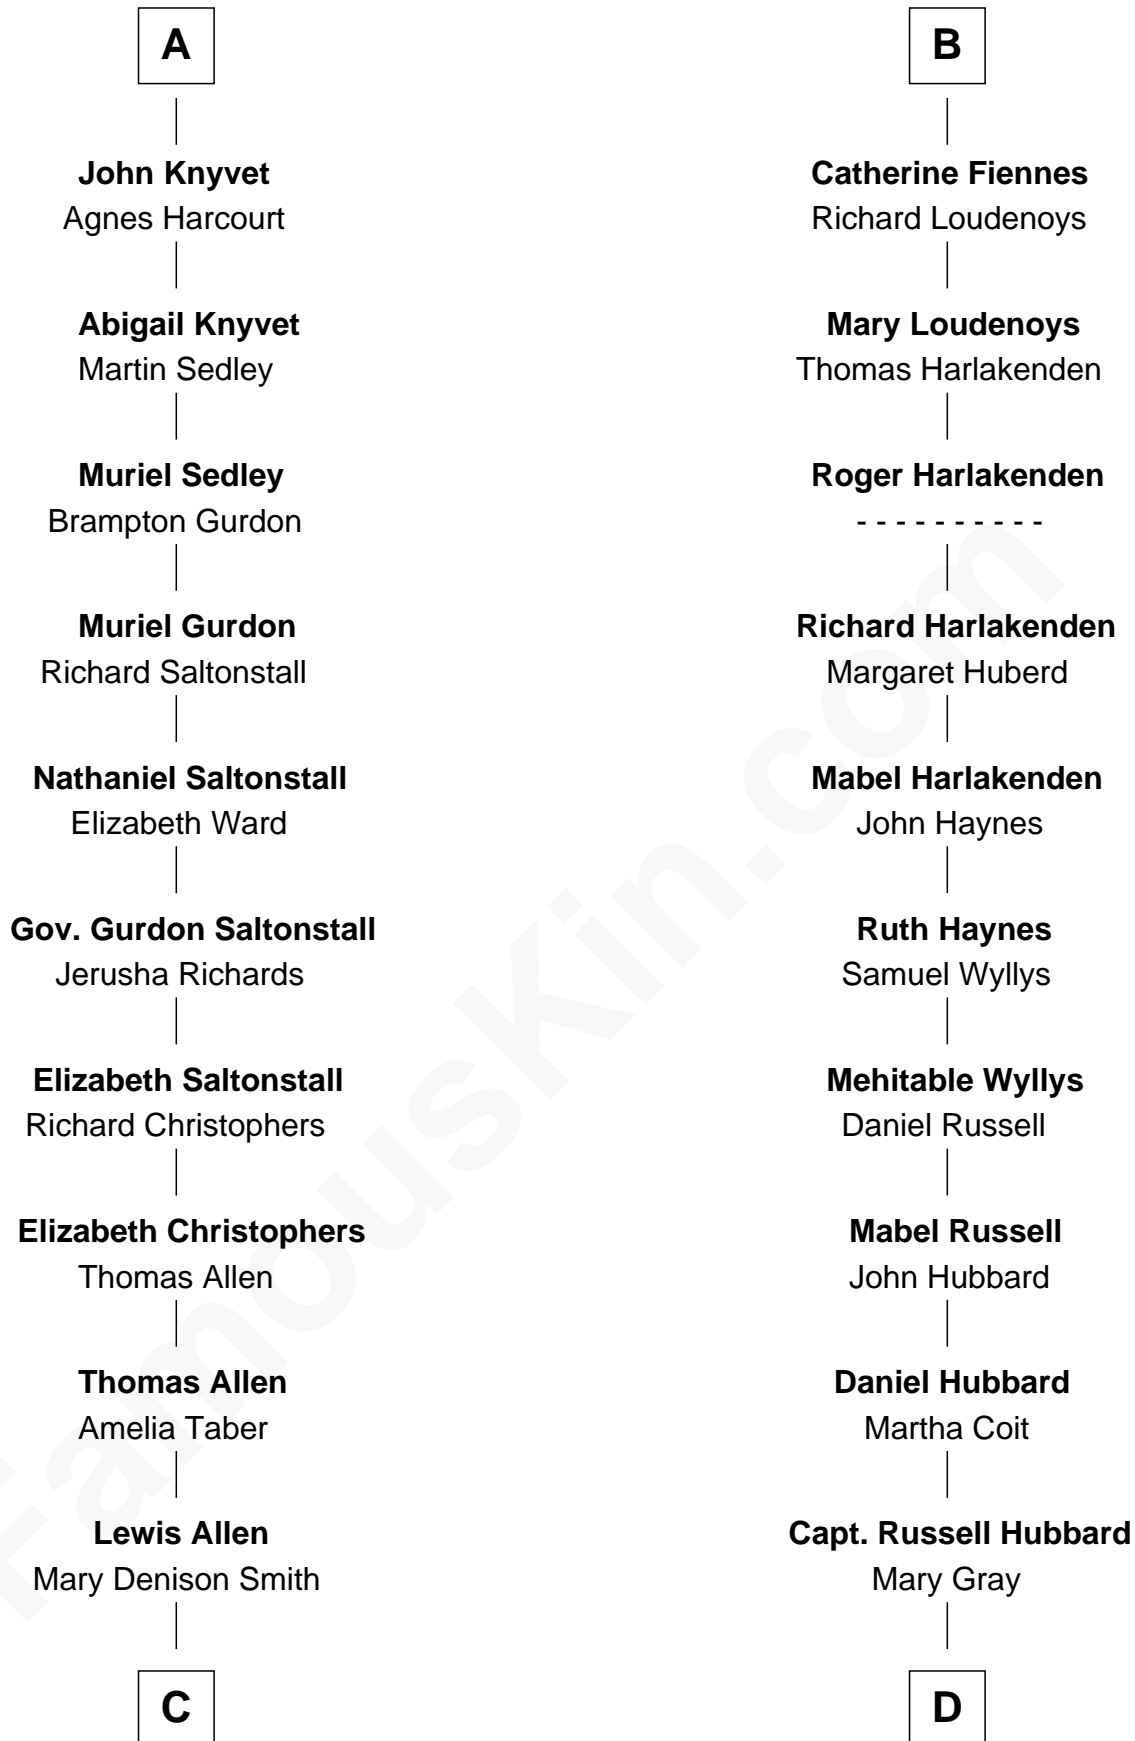 A
John Knyvet
Agnes Harcourt
Abigail Knyvet
Martin Sedley
Muriel Sedley
Brampton Gurdon
Muriel Gurdon
Richard Saltonstall
Nathaniel Saltonstall
Elizabeth Ward
Gov. Gurdon Saltonstall
Jerusha Richards
Elizabeth Saltonstall
Richard Christophers
Elizabeth Christophers
Thomas Allen
Thomas Allen
Amelia Taber
Lewis Allen
Mary Denison Smith
C
B
Catherine Fiennes
Richard Loudenoys
Mary Loudenoys
Thomas Harlakenden
Roger Harlakenden
- - - - - - - - - -
Richard Harlakenden
Margaret Huberd
Mabel Harlakenden
John Haynes
Ruth Haynes
Samuel Wyllys
Mehitable Wyllys
Daniel Russell
Mabel Russell
John Hubbard
Daniel Hubbard
Martha Coit
Capt. Russell Hubbard
Mary Gray
D
FamousKin.com